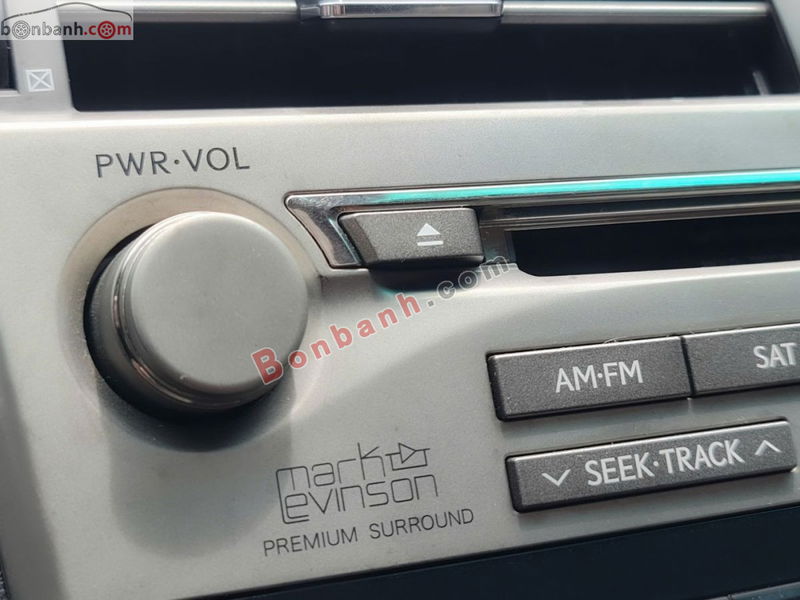 bonbanh.com
PWR·VOL
Bonbanh.com
AM·FM
SAT
SEEK·TRACK
mark
levinson
PREMIUM SURROUND